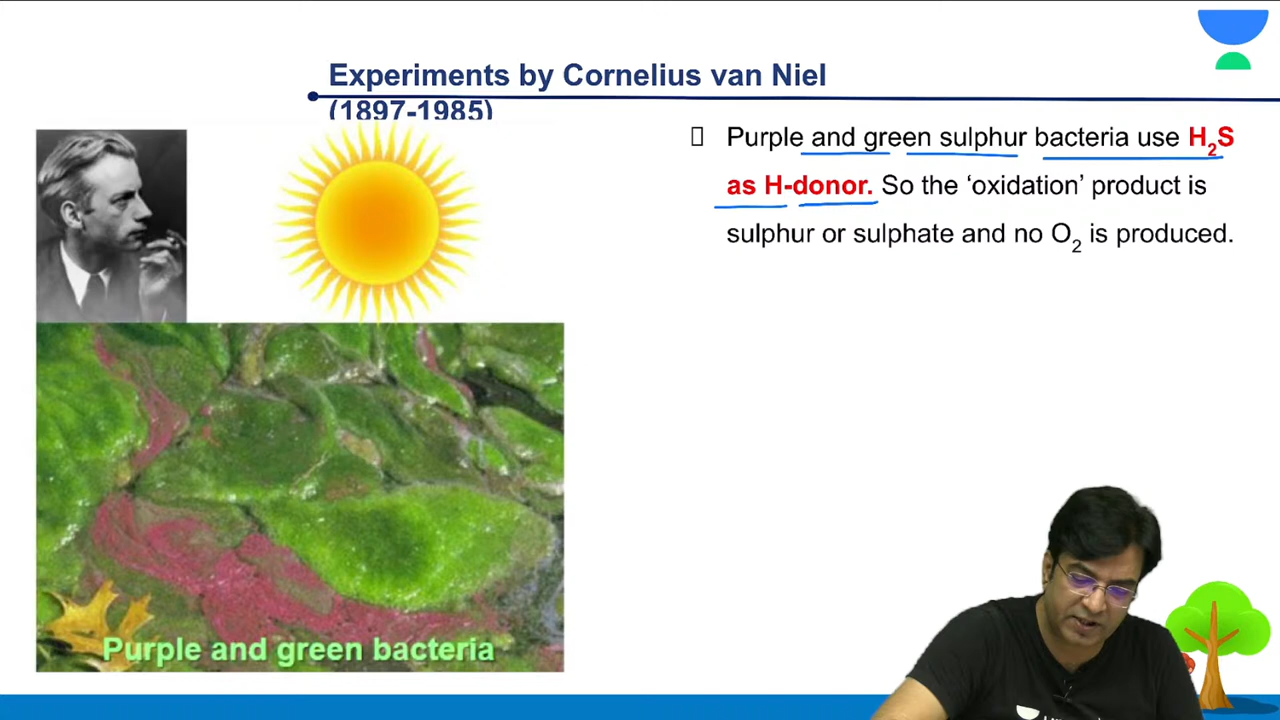 Experiments by Cornelius van Niel
(1897-1985)
Purple and green sulphur bacteria use H₂S
as H-donor. So the ‘oxidation’ product is
sulphur or sulphate and no O₂ is produced.
Purple and green bacteria